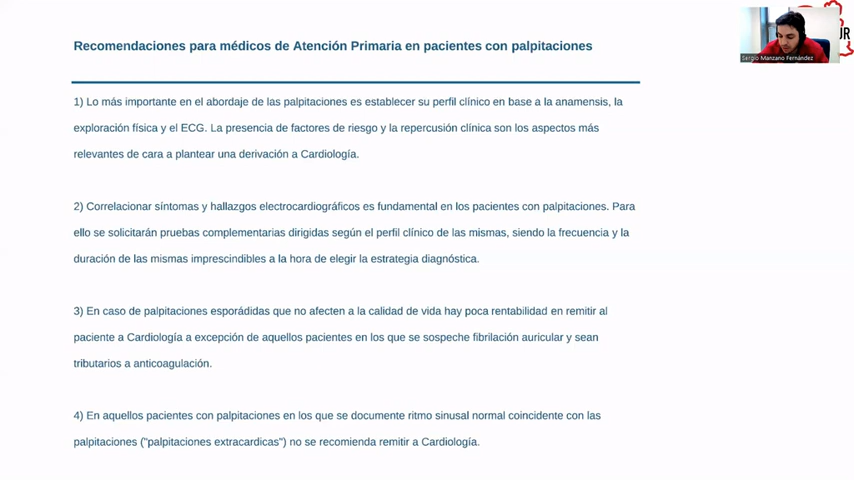 Recomendaciones para médicos de Atención Primaria en pacientes con palpitaciones
1) Lo más importante en el abordaje de las palpitaciones es establecer su perfil clínico en base a la anamensis, la
exploración física y el ECG. La presencia de factores de riesgo y la repercusión clínica son los aspectos más
relevantes de cara a plantear una derivación a Cardiología.
2) Correlacionar síntomas y hallazgos electrocardiográficos es fundamental en los pacientes con palpitaciones. Para
ello se solicitarán pruebas complementarias dirigidas según el perfil clínico de las mismas, siendo la frecuencia y la
duración de las mismas imprescindibles a la hora de elegir la estrategia diagnóstica.
3) En caso de palpitaciones esporádidas que no afecten a la calidad de vida hay poca rentabilidad en remitir al
paciente a Cardiología a excepción de aquellos pacientes en los que se sospeche fibrilación auricular y sean
tributarios a anticoagulación.
4) En aquellos pacientes con palpitaciones en los que se documente ritmo sinusal normal coincidente con las
palpitaciones ("palpitaciones extracardicas") no se recomienda remitir a Cardiología.
Sergio Manzano Fernández
UR